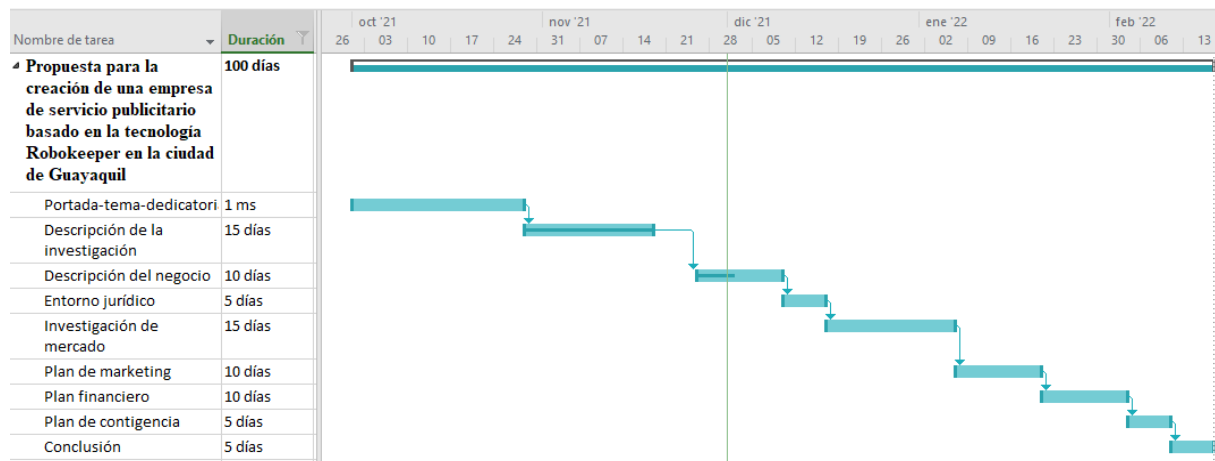 oct '21 nov '21 dic '21 ene '22 feb '22
Nombre de tarea Duración 26 03 10 17 24 31 07 14 21 28 05 12 19 26 02 09 16 23 30 06 13
Propuesta para la 100 días
creación de una empresa
de servicio publicitario
basado en la tecnología
Robokeeper en la ciudad
de Guayaquil
Portada-tema-dedicatori 1 ms
Descripción de la 15 días
investigación
Descripción del negocio 10 días
Entorno jurídico 5 días
Investigación de 15 días
mercado
Plan de marketing 10 días
Plan financiero 10 días
Plan de contigencia 5 días
Conclusión 5 días